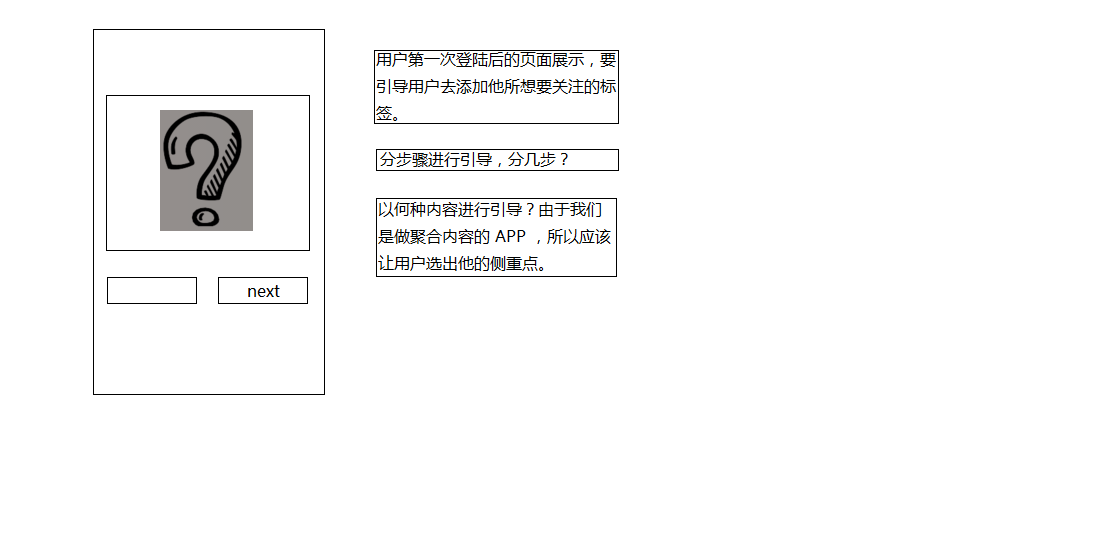 用户第一次登陆后的页面展示，要
引导用户去添加他所想要关注的标
签。
分步骤进行引导，分几步？
以何种内容进行引导？由于我们
是做聚合内容的 APP ，所以应该
让用户选出他的侧重点。
next